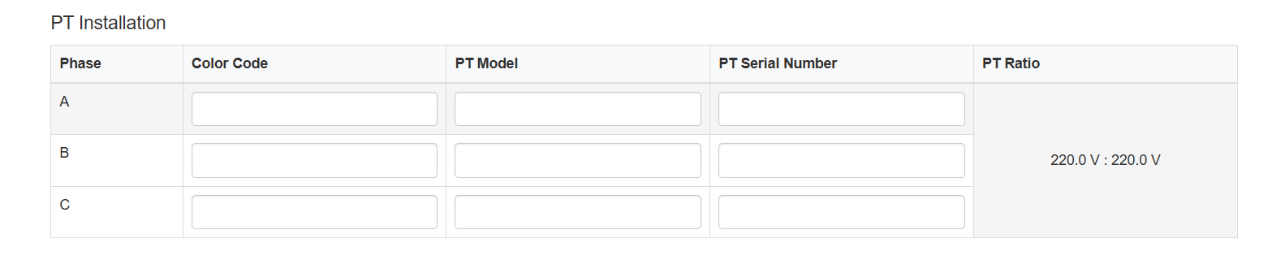 PT Installation
Phase Color Code PT Model PT Serial Number PT Ratio
A
B 220.0 V : 220.0 V
C